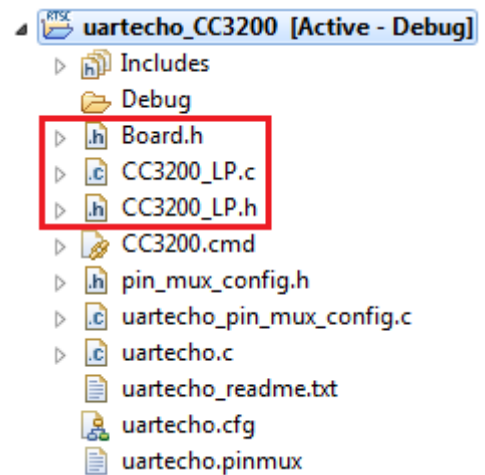 RTSC
uartecho_CC3200 [Active - Debug]
Includes
Debug
.h Board.h
.c CC3200_LP.c
.h CC3200_LP.h
CC3200.cmd
.h pin_mux_config.h
.c uartecho_pin_mux_config.c
.c uartecho.c
uartecho_readme.txt
uartecho.cfg
uartecho.pinmux